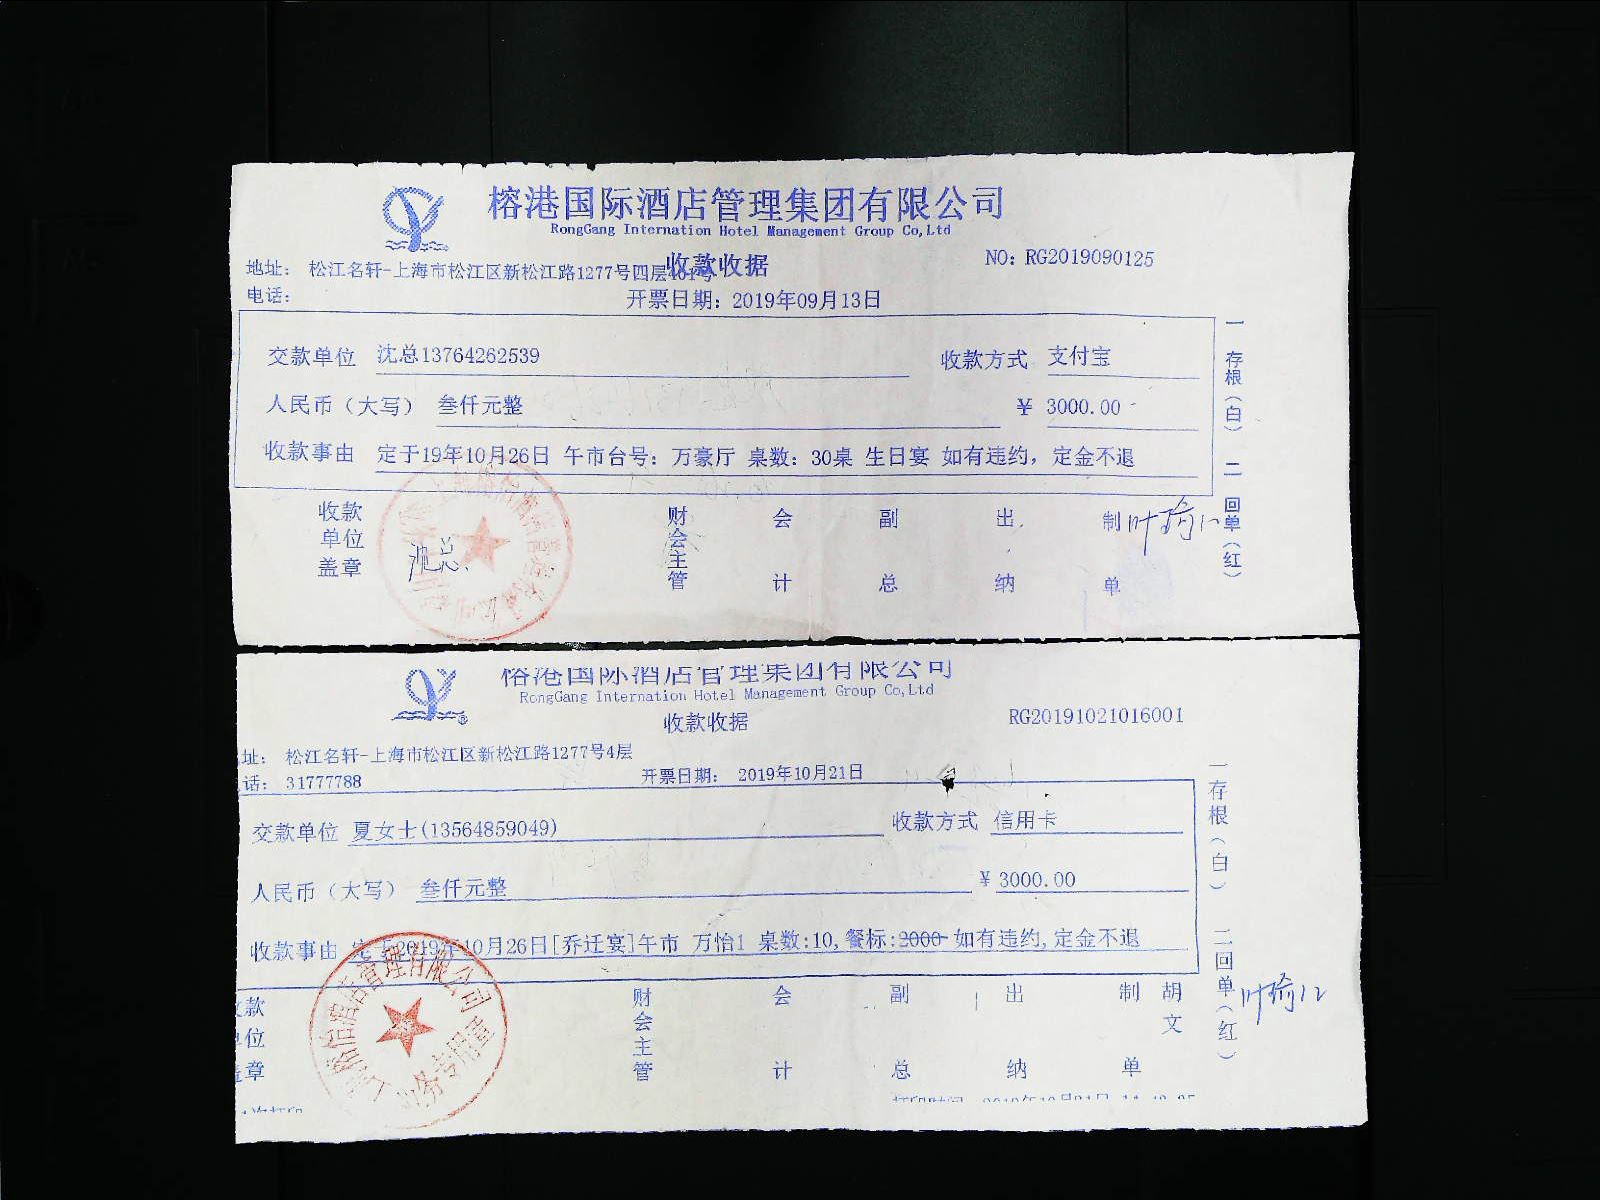 榕港国际酒店管理集团有限公司
RongGang Internation Hotel Management Group Co,Ltd
收款收据
NO: RG2019090125
地址: 松江名轩-上海市松江区新松江路1277号四层401号
电话:
开票日期: 2019年09月13日
交款单位 沈总13764262539 收款方式 支付宝
人民币(大写) 叁仟元整 ¥ 3000.00
收款事由 定于19年10月26日 午市台号: 万豪厅 桌数: 30桌 生日宴 如有违约, 定金不退
收款单位盖章 财会主管 会计 副总 出纳 制单
一存根(白) 二回单(红)
榕港国际酒店管理集团有限公司
RongGang Internation Hotel Management Group Co,Ltd
收款收据
RG20191021016001
址: 松江名轩-上海市松江区新松江路1277号4层
话: 31777788
开票日期: 2019年10月21日
交款单位 夏女士(13564859049) 收款方式 信用卡
人民币(大写) 叁仟元整 ¥ 3000.00
收款事由 定于2019年10月26日[乔迁宴]午市 万怡1 桌数:10,餐标:2000 如有违约,定金不退
款单位盖章 财会主管 会计 副总 出纳 制单 胡文
一存根(白) 二回单(红)